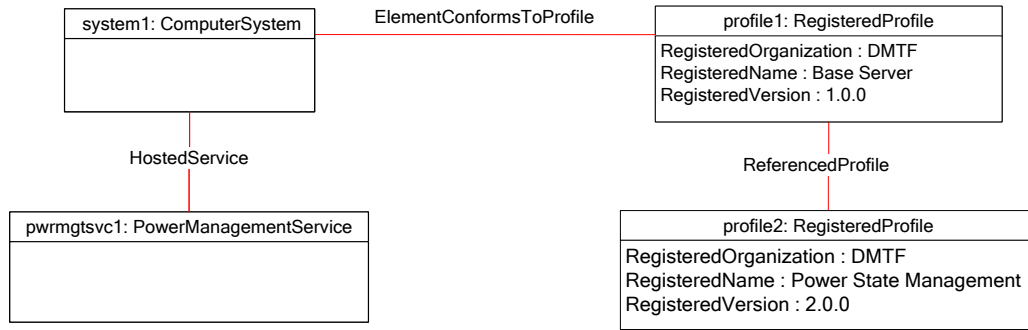 ElementConformsToProfile
system1: ComputerSystem
profile1: RegisteredProfile
RegisteredOrganization : DMTF
RegisteredName : Base Server
RegisteredVersion : 1.0.0
HostedService
ReferencedProfile
pwrmgtsvc1: PowerManagementService
profile2: RegisteredProfile
RegisteredOrganization : DMTF
RegisteredName : Power State Management
RegisteredVersion : 2.0.0